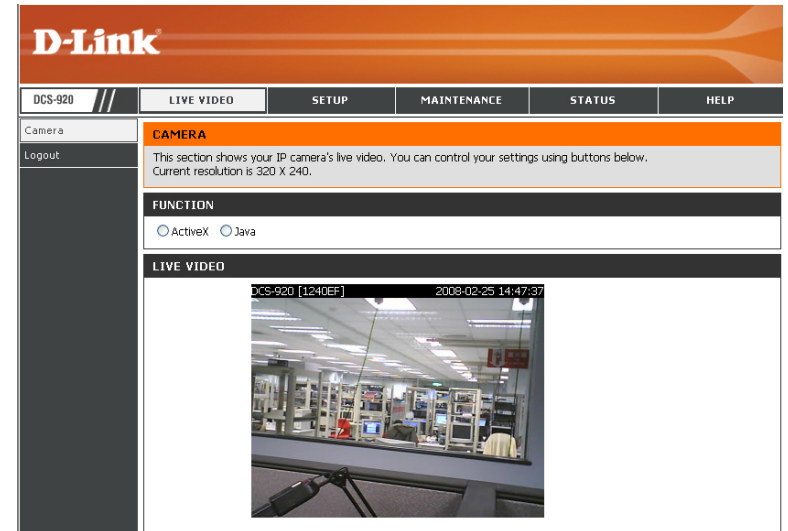 D-Link
DCS-920 // LIVE VIDEO SETUP MAINTENANCE STATUS HELP
Camera
Logout
CAMERA
This section shows your IP camera's live video. You can control your settings using buttons below.
Current resolution is 320 X 240.
FUNCTION
ActiveX Java
LIVE VIDEO
DCS-920 [1240EF] 2008-02-25 14:47:37